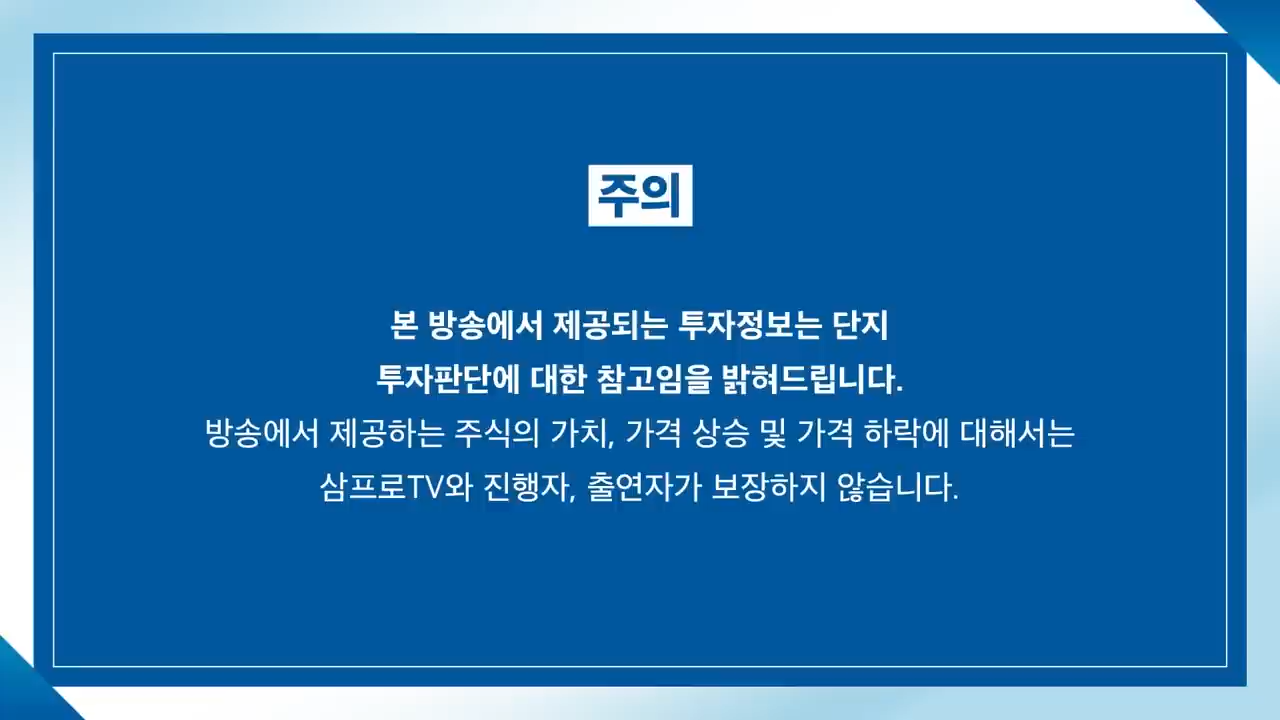 주의
본 방송에서 제공되는 투자정보는 단지
투자판단에 대한 참고임을 밝혀드립니다.
방송에서 제공하는 주식의 가치, 가격 상승 및 가격 하락에 대해서는
삼프로TV와 진행자, 출연자가 보장하지 않습니다.